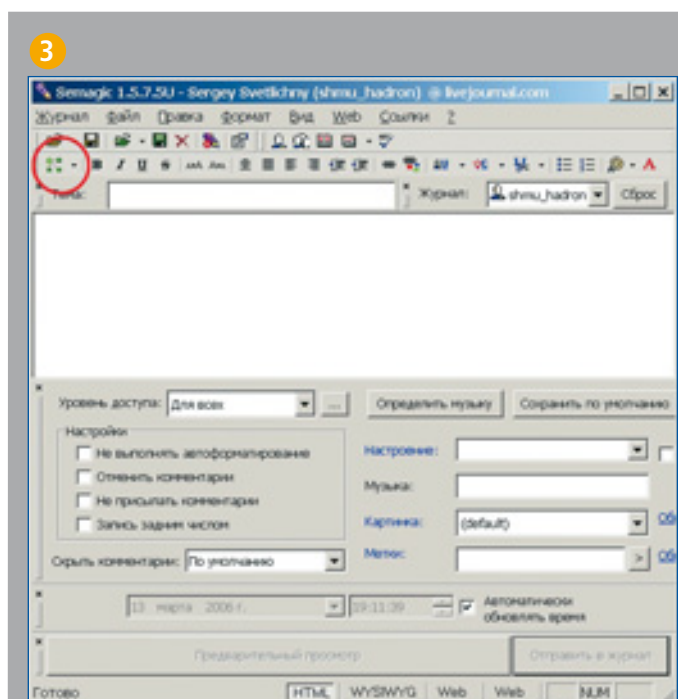 3
Semagic 1.5.7.5U - Sergey Svetlichny (shmu_hadron) @ livejournal.com
Журнал Файл Правка Формат Вид Web Ссылки ?
Тема: Журнал: shmu_hadron Сброс
Уровень доступа: Для всех ... Определить музыку Сохранить по умолчанию
Настройки
Не выполнять автоформатирование
Отменить комментарии
Не присылать комментарии
Запись задним числом
Скрыть комментарии: По умолчанию
Настроение:
Музыка:
Картинка: (default) Об
Метки: > Об
13 марта 2006 г. 19:11:39 Автоматически
обновлять время
Предварительный просмотр Отправить в журнал
Готово HTML WYSIWYG Web Web NUM